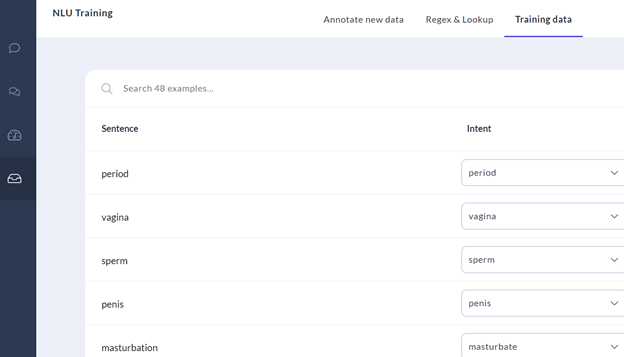 NLU Training
Annotate new data Regex & Lookup Training data
Search 48 examples...
Sentence Intent
period period
vagina vagina
sperm sperm
penis penis
masturbation masturbate